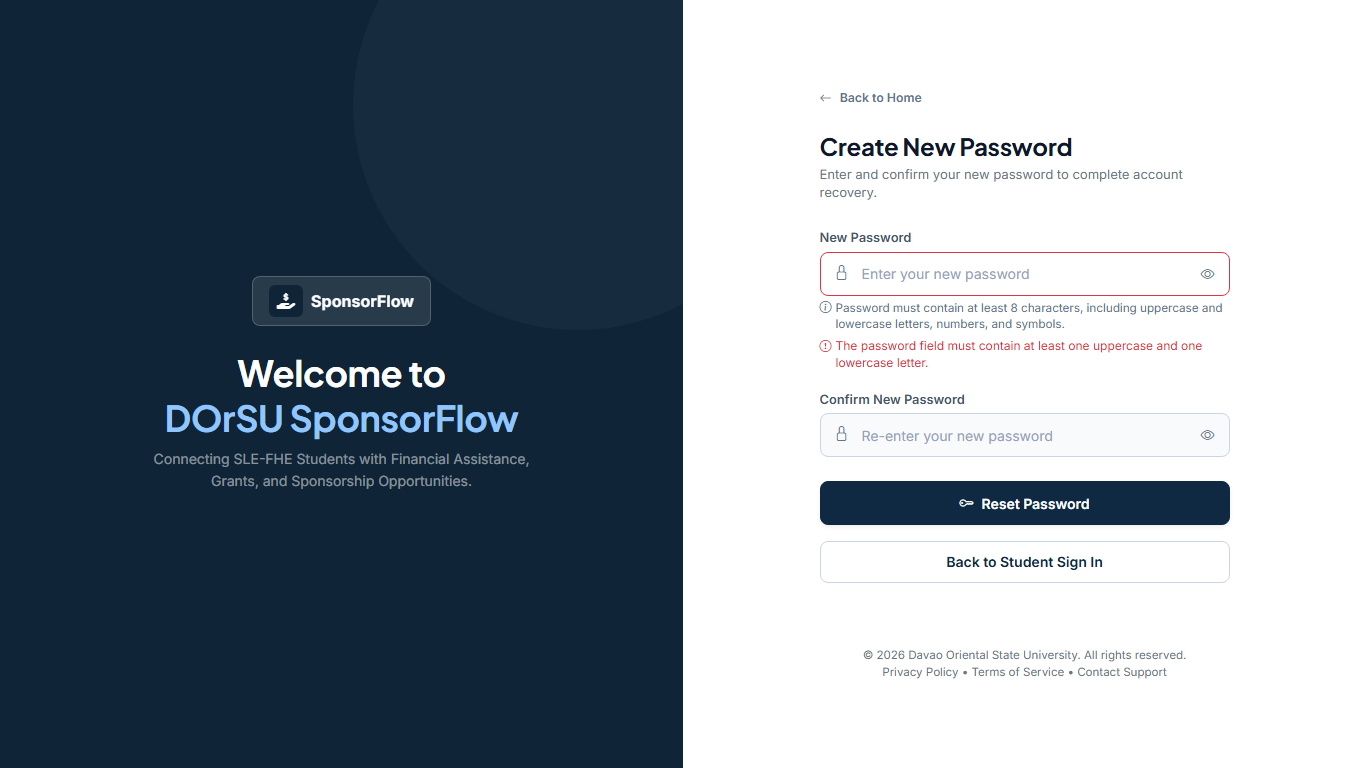 SponsorFlow
Welcome to
DOrSU SponsorFlow
Connecting SLE-FHE Students with Financial Assistance,
Grants, and Sponsorship Opportunities.
Back to Home
Create New Password
Enter and confirm your new password to complete account
recovery.
New Password
Enter your new password
Password must contain at least 8 characters, including uppercase and
lowercase letters, numbers, and symbols.
The password field must contain at least one uppercase and one
lowercase letter.
Confirm New Password
Re-enter your new password
Reset Password
Back to Student Sign In
© 2026 Davao Oriental State University. All rights reserved.
Privacy Policy • Terms of Service • Contact Support